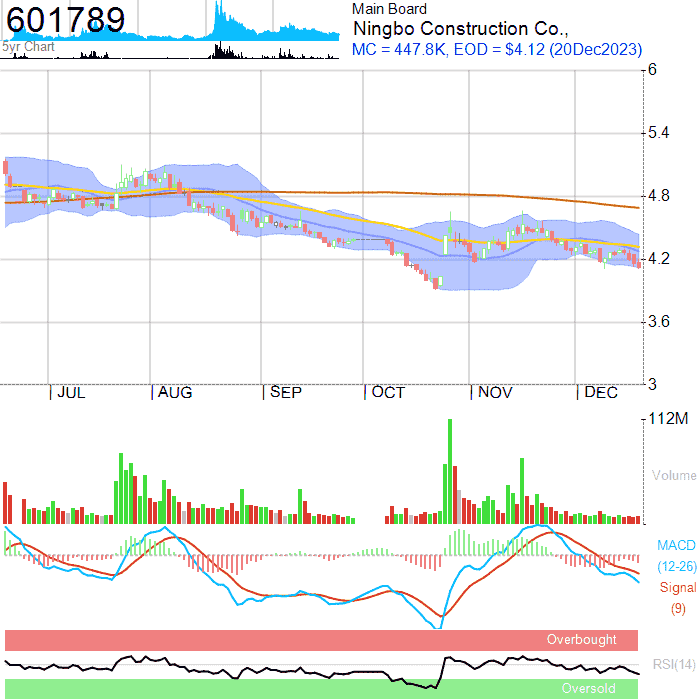 601789
5yr Chart
Main Board
Ningbo Construction Co.,
MC = 447.8K, EOD = $4.12 (20Dec2023)
6
5.4
4.8
4.2
3.6
3
JUL
AUG
SEP
OCT
NOV
DEC
112M
Volume
MACD
(12-26)
Signal
(9)
Overbought
RSI(14)
Oversold